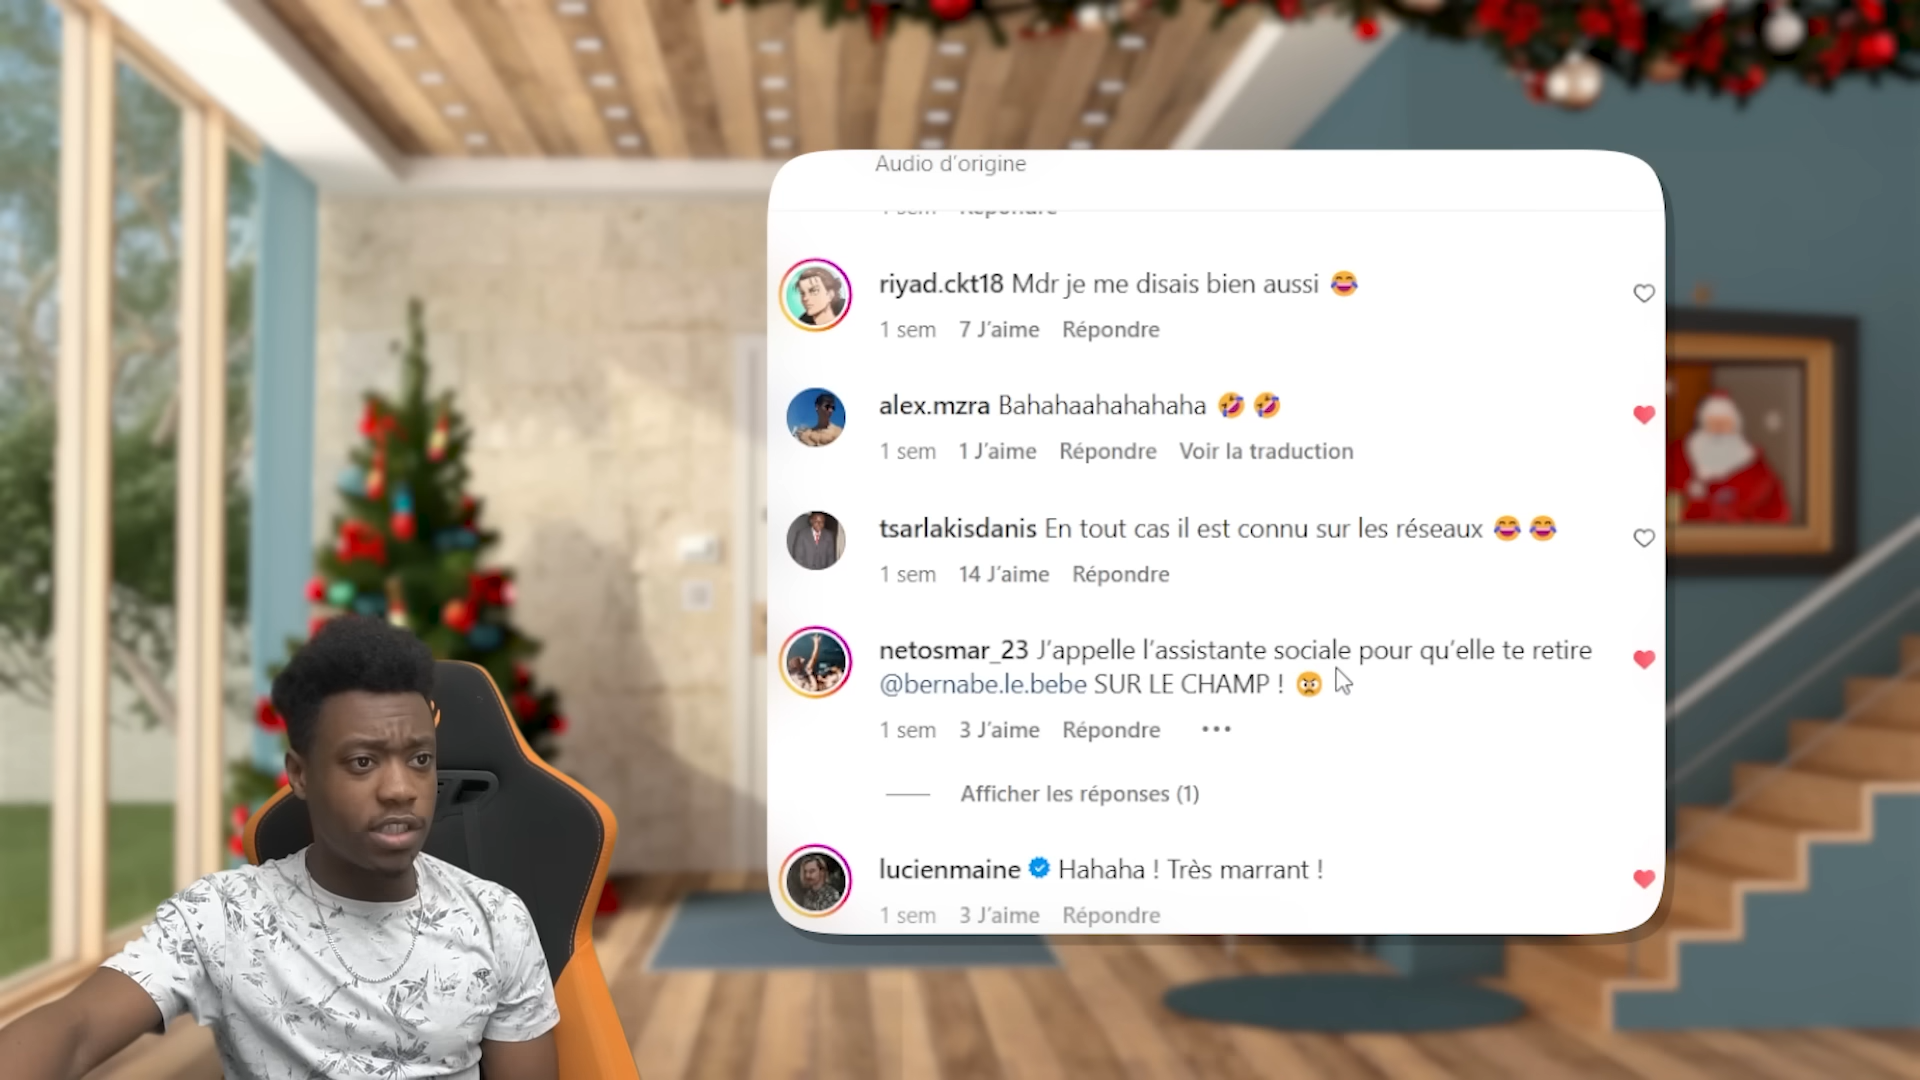 Audio d’origine
1 sem Répondre
riyad.ckt18 Mdr je me disais bien aussi 😂
1 sem 7 J’aime Répondre
alex.mzra Bahahaahahahaha 🤣🤣
1 sem 1 J’aime Répondre Voir la traduction
tsarlakisdanis En tout cas il est connu sur les réseaux 😂😂
1 sem 14 J’aime Répondre
netosmar_23 J’appelle l’assistante sociale pour qu’elle te retire
@bernabe.le.bebe SUR LE CHAMP ! 😠
1 sem 3 J’aime Répondre •••
Afficher les réponses (1)
lucienmaine Hahaha ! Très marrant !
1 sem 3 J’aime Répondre